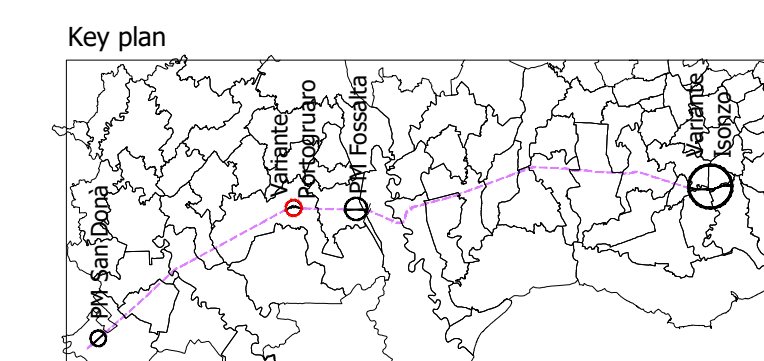 Key plan
PM San Donà
Variante
Portogruaro
PM Fossalta
Variante
Isonzo